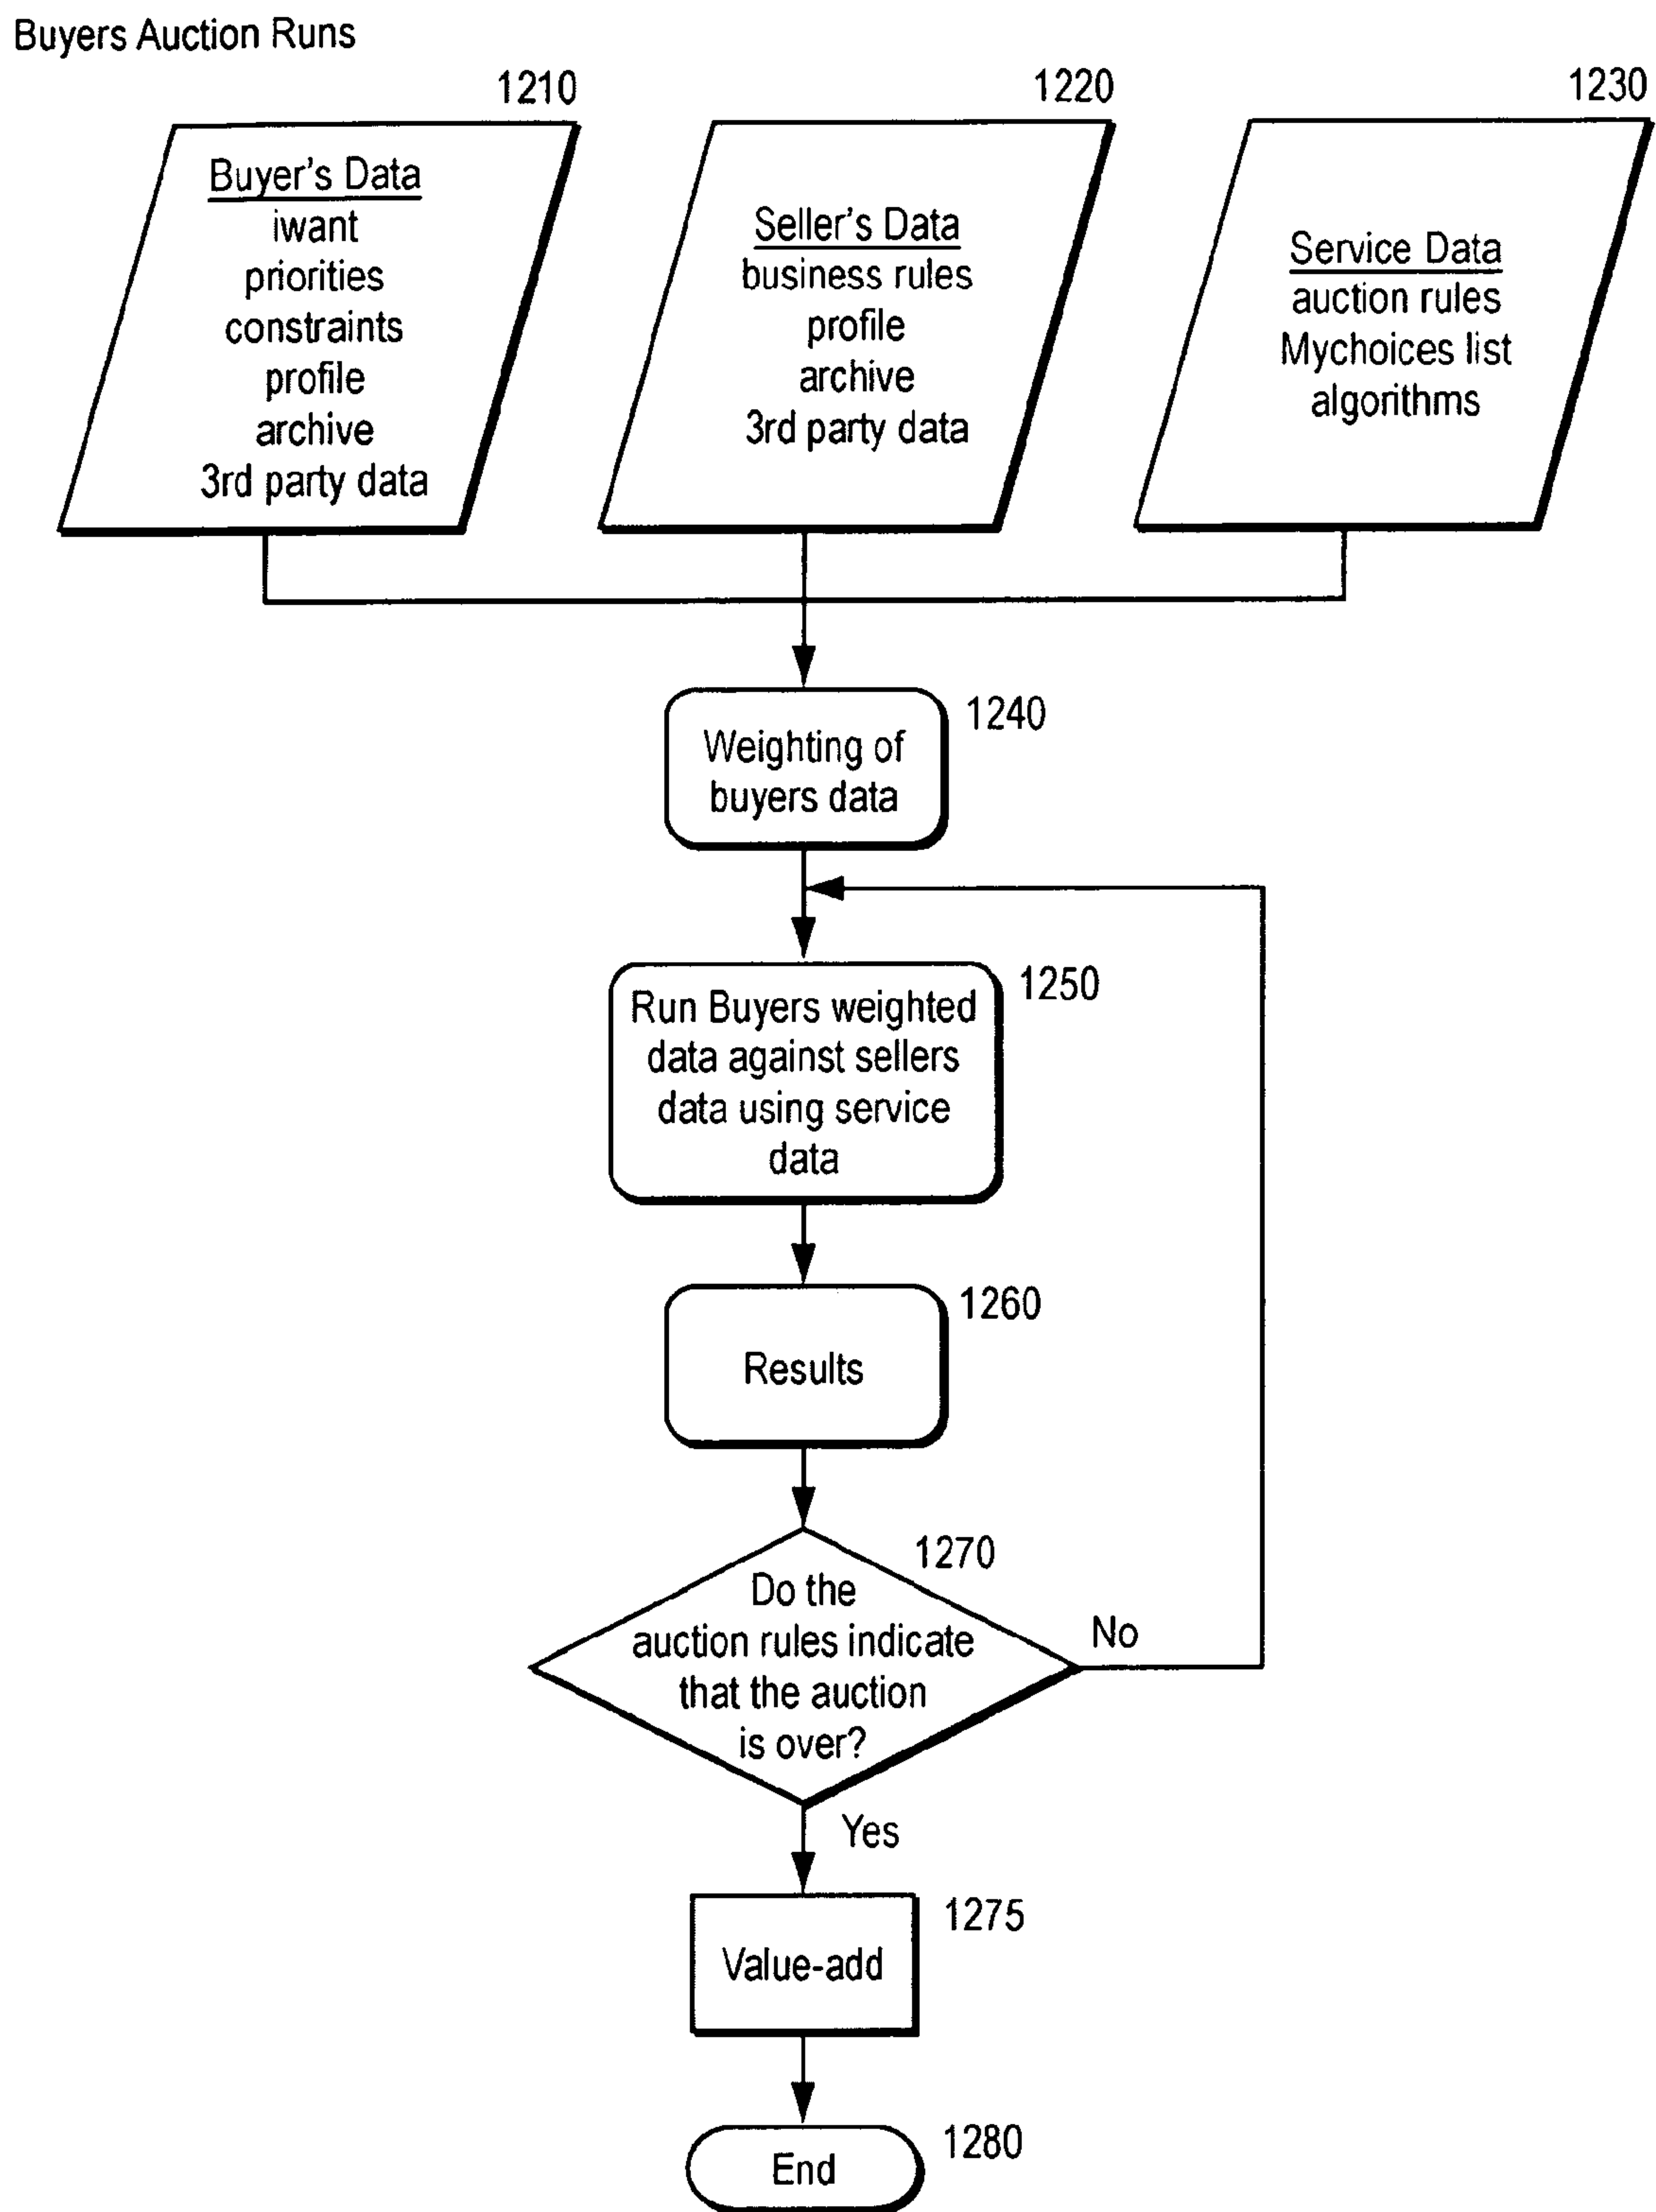 Buyers Auction Runs
1210
Buyer's Data
iwant
priorities
constraints
profile
archive
3rd party data
1220
Seller's Data
business rules
profile
archive
3rd party data
1230
Service Data
auction rules
Mychoices list
algorithms
1240
Weighting of
buyers data
1250
Run Buyers weighted
data against sellers
data using service
data
1260
Results
1270
Do the
auction rules indicate
that the auction
is over?
No
Yes
1275
Value-add
1280
End